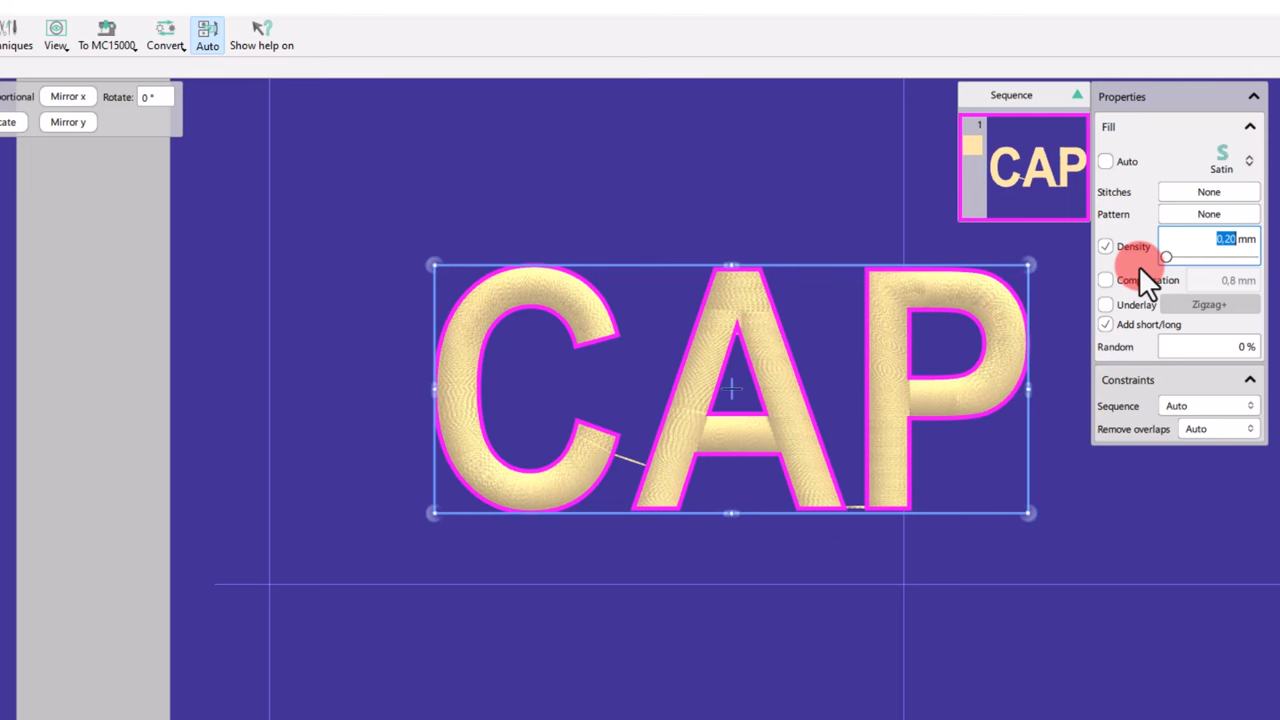 niques View To MC15000 Convert Auto Show help on
ortional Mirror x Rotate: 0 °
cate Mirror y
Sequence
1
CAP
Properties
Fill
Auto Satin
Stitches None
Pattern None
Density 0,20 mm
0,8 mm
Underlay Zigzag+
Add short/long
Random 0 %
Constraints
Sequence Auto
Remove overlaps Auto
CAP